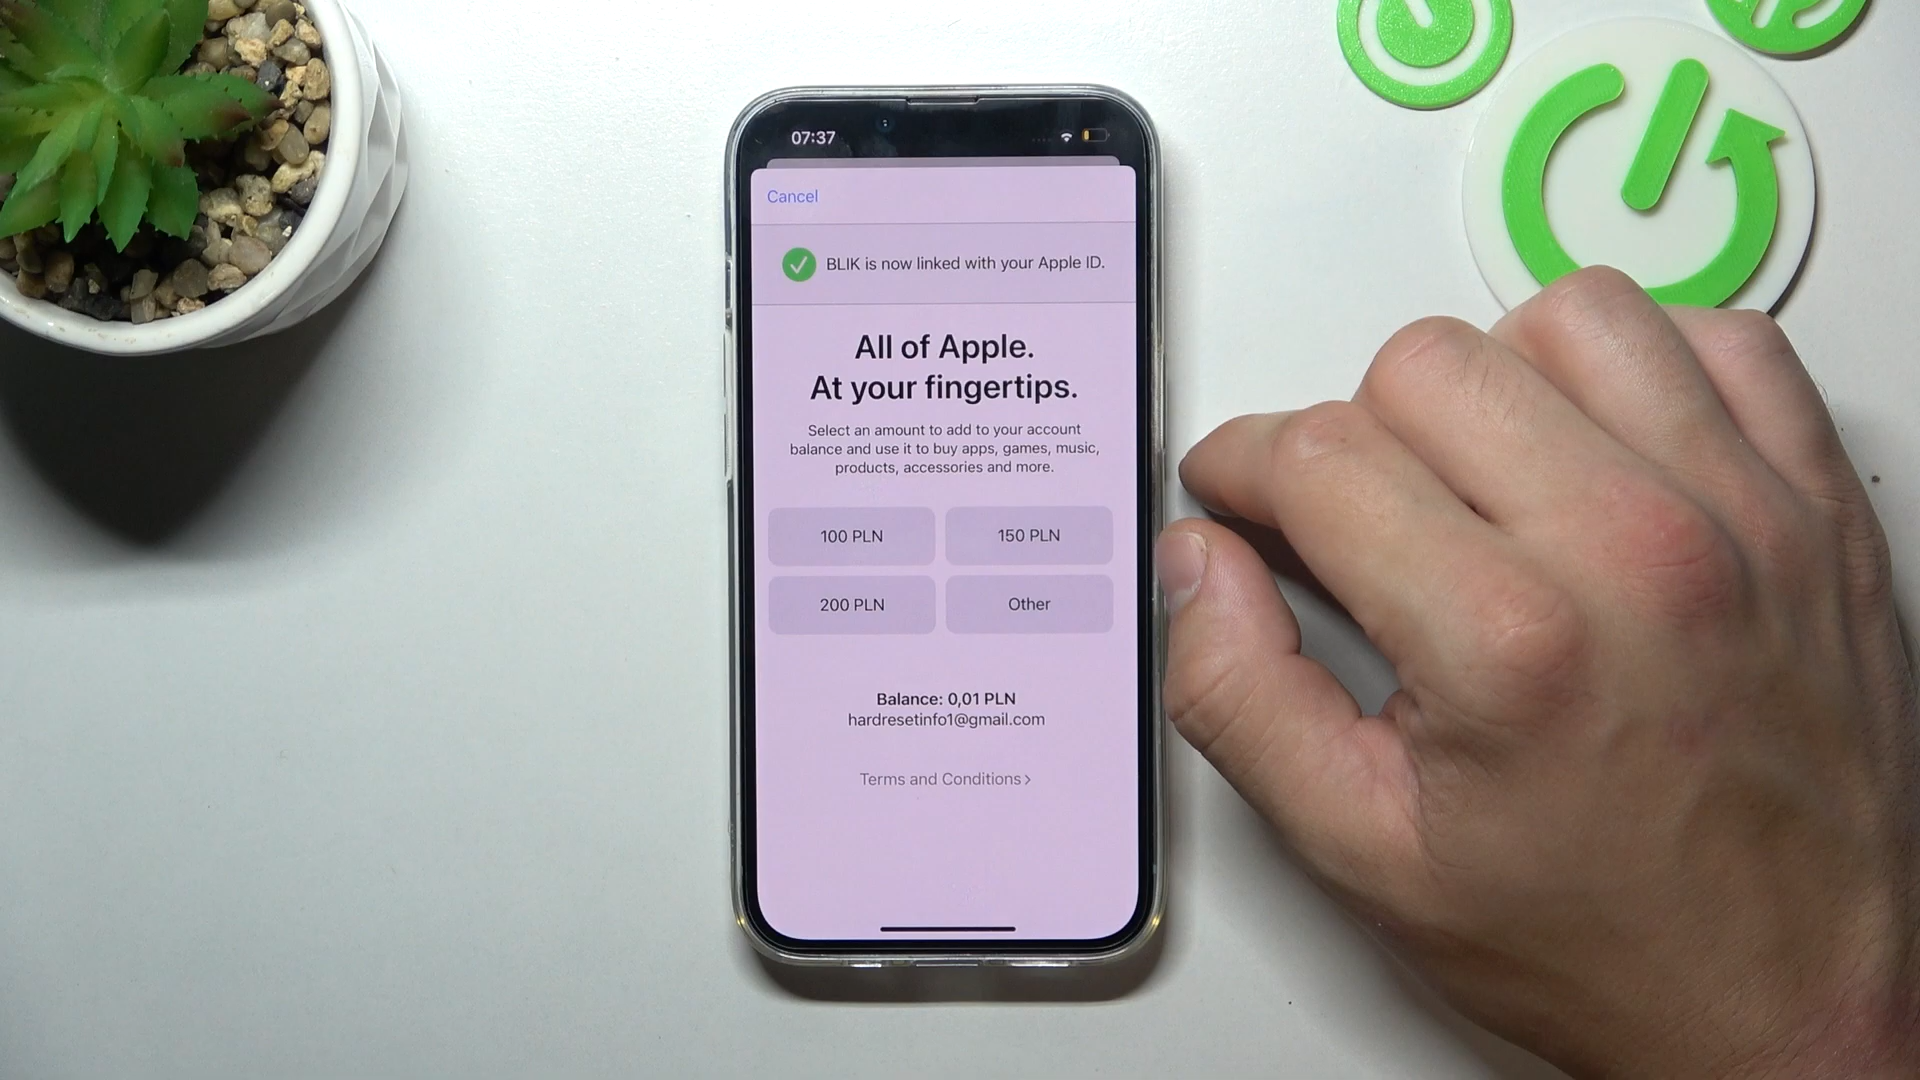 07:37
Cancel
BLIK is now linked with your Apple ID.
All of Apple.
At your fingertips.
Select an amount to add to your account
balance and use it to buy apps, games, music,
products, accessories and more.
100 PLN
150 PLN
200 PLN
Other
Balance: 0,01 PLN
hardresetinfo1@gmail.com
Terms and Conditions >